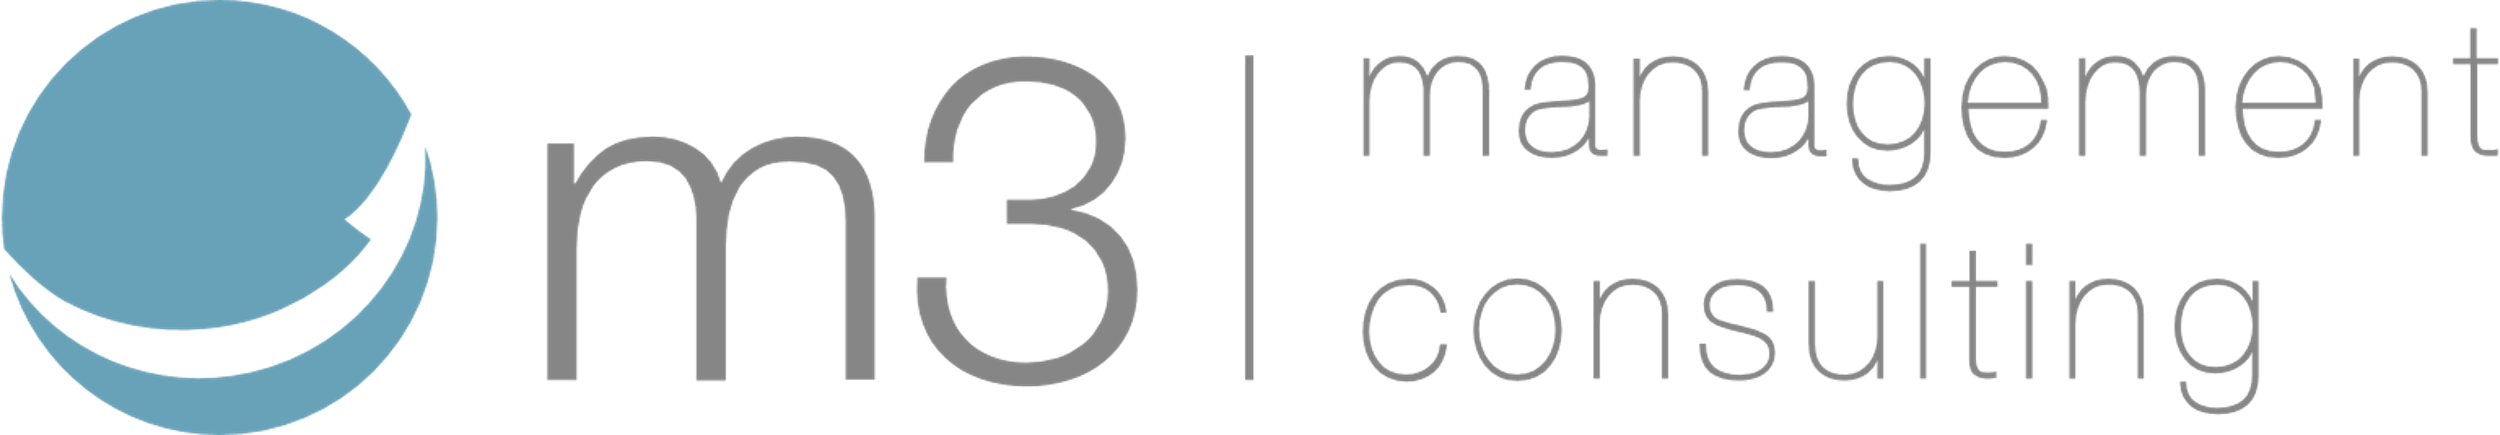 m3 | management
consulting